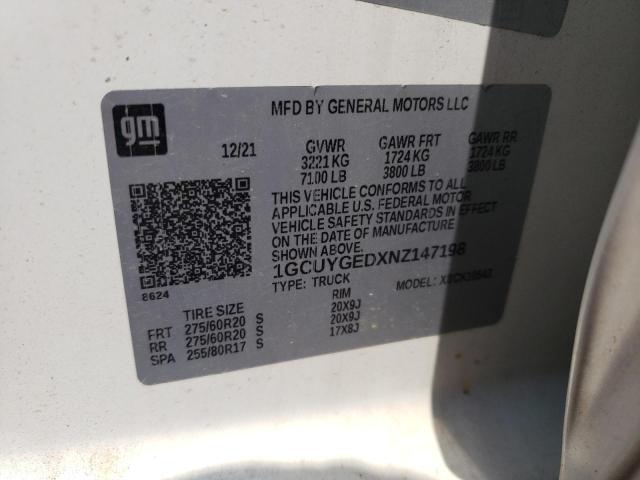 gm
MFD BY GENERAL MOTORS LLC
12/21 GVWR GAWR FRT GAWR RR
3221 KG 1724 KG 1724 KG
7100 LB 3800 LB 3800 LB
THIS VEHICLE CONFORMS TO ALL
APPLICABLE U.S. FEDERAL MOTOR
VEHICLE SAFETY STANDARDS IN EFFECT
ON THE DATE OF MANUFACTURE
SHOWN ABOVE.
1GCUYGEDXNZ147198
TYPE: TRUCK MODEL:
8624
TIRE SIZE RIM
FRT 275/60R20 S 20X9J
RR 275/60R20 S 20X9J
SPA 255/80R17 S 17X8J